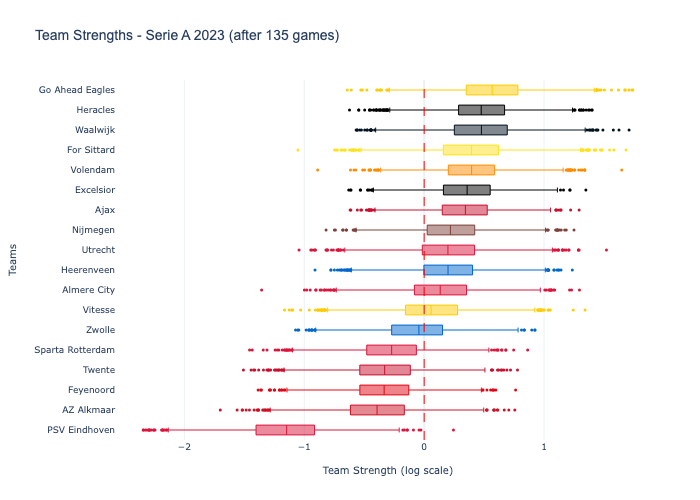 Team Strengths - Serie A 2023 (after 135 games)
Go Ahead Eagles
Heracles
Waalwijk
For Sittard
Volendam
Excelsior
Ajax
Nijmegen
Utrecht
Heerenveen
Almere City
Vitesse
Zwolle
Sparta Rotterdam
Twente
Feyenoord
AZ Alkmaar
PSV Eindhoven
Teams
−2 −1 0 1
Team Strength (log scale)